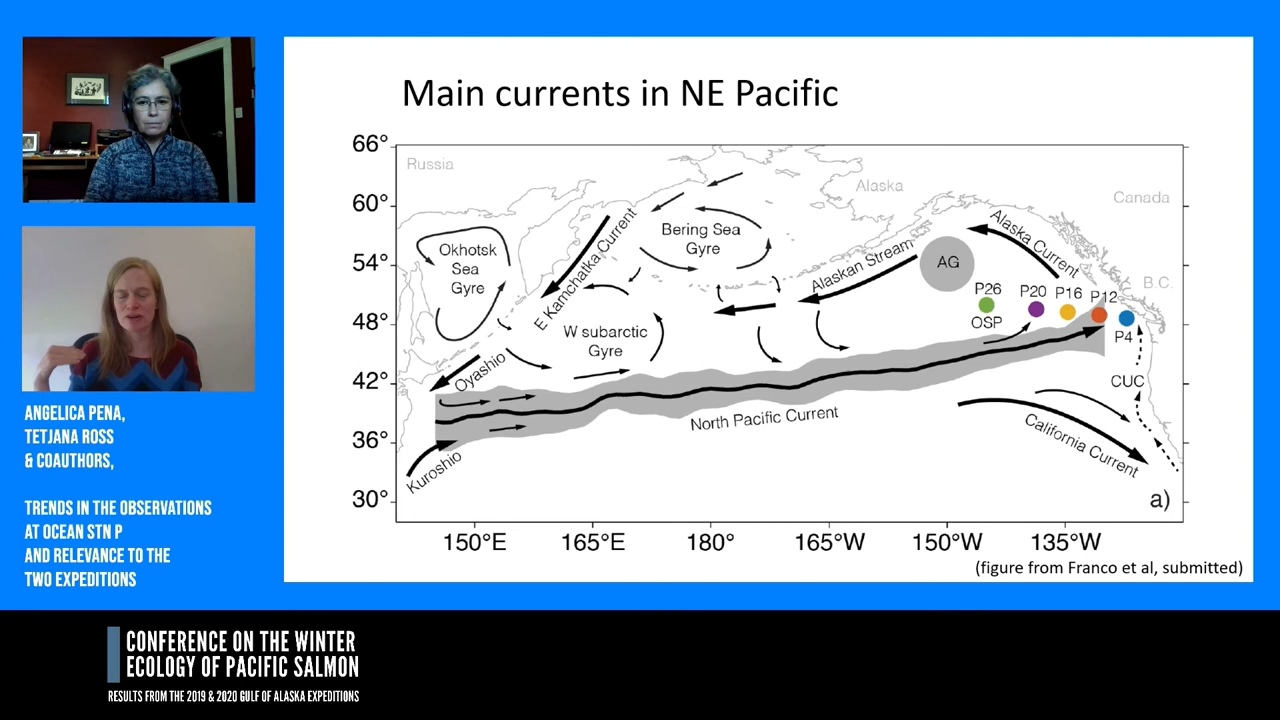 Main currents in NE Pacific
66°
60°
54°
48°
42°
36°
30°
150°E
165°E
180°
165°W
150°W
135°W
Russia
Alaska
Canada
B.C.
Okhotsk
Sea
Gyre
E Kamchatka Current
Bering Sea
Gyre
Alaskan Stream
AG
Alaska Current
P26
OSP
P20
P16
P12
P4
W subarctic
Gyre
Oyashio
Kuroshio
North Pacific Current
CUC
California Current
a)
(figure from Franco et al, submitted)
ANGELICA PENA,
TETJANA ROSS
& COAUTHORS,
TRENDS IN THE OBSERVATIONS
AT OCEAN STN P
AND RELEVANCE TO THE
TWO EXPEDITIONS
CONFERENCE ON THE WINTER
ECOLOGY OF PACIFIC SALMON
RESULTS FROM THE 2019 & 2020 GULF OF ALASKA EXPEDITIONS